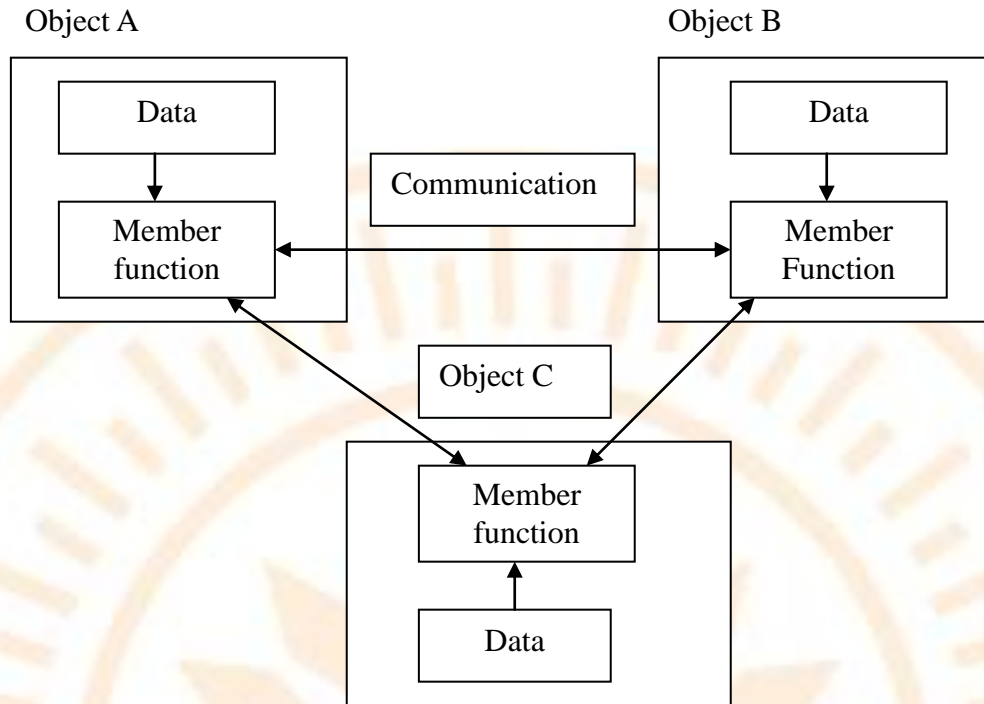 Object A
Object B
Data
Data
Communication
Member
function
Member
Function
Object C
Member
function
Data